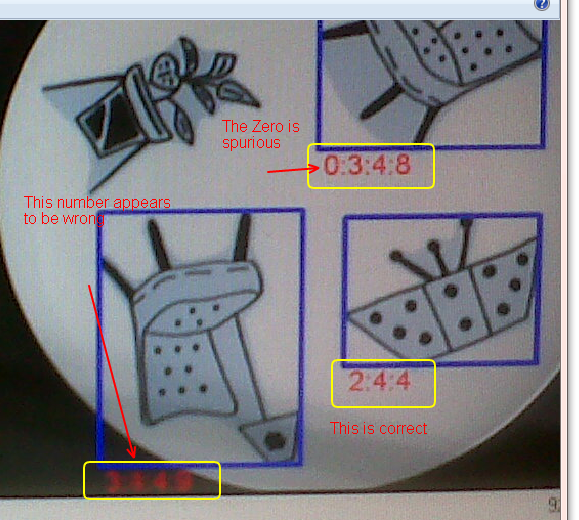 The Zero is
spurious
0:3:4:8
This number appears
to be wrong
2:4:4
This is correct